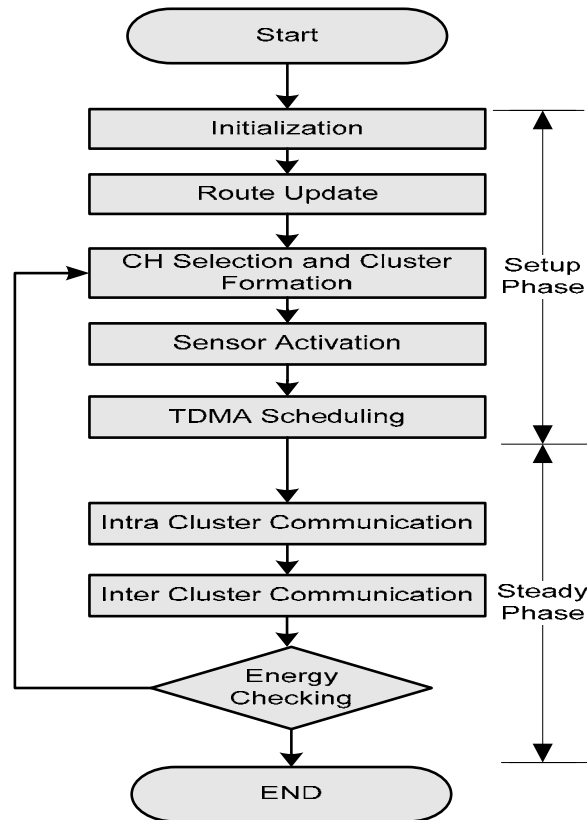 Start
Initialization
Route Update
CH Selection and Cluster
Formation
Sensor Activation
TDMA Scheduling
Setup
Phase
Intra Cluster Communication
Inter Cluster Communication
Steady
Phase
Energy
Checking
END